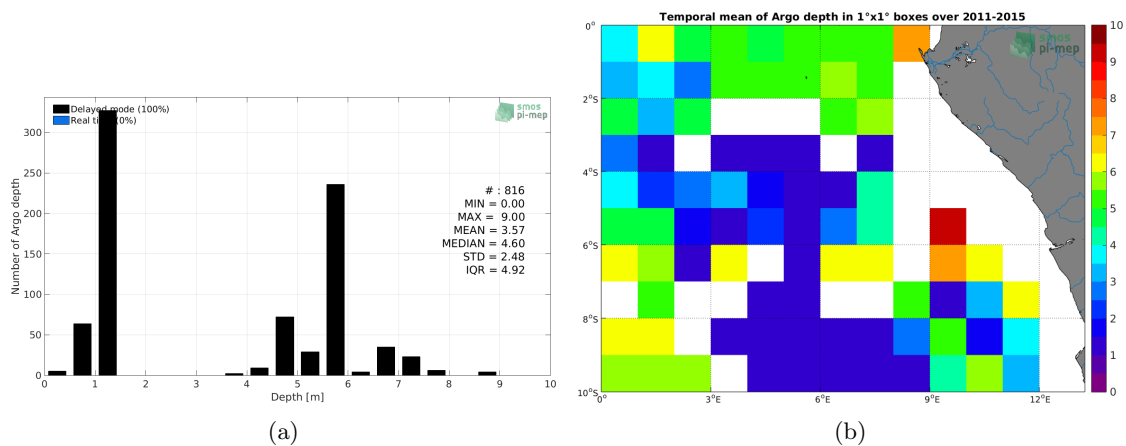 Delayed mode (100%)
Real ti (0%)
smos
pi-mep
Number of Argo depth
300
250
200
150
100
50
0
# : 816
MIN = 0.00
MAX = 9.00
MEAN = 3.57
MEDIAN = 4.60
STD = 2.48
IQR = 4.92
0 1 2 3 4 5 6 7 8 9 10
Depth [m]
(a)
Temporal mean of Argo depth in 1°x1° boxes over 2011-2015
smos
pi-mep
0°
2°S
4°S
6°S
8°S
10°S
0° 3°E 6°E 9°E 12°E
10
9
8
7
6
5
4
3
2
1
0
(b)